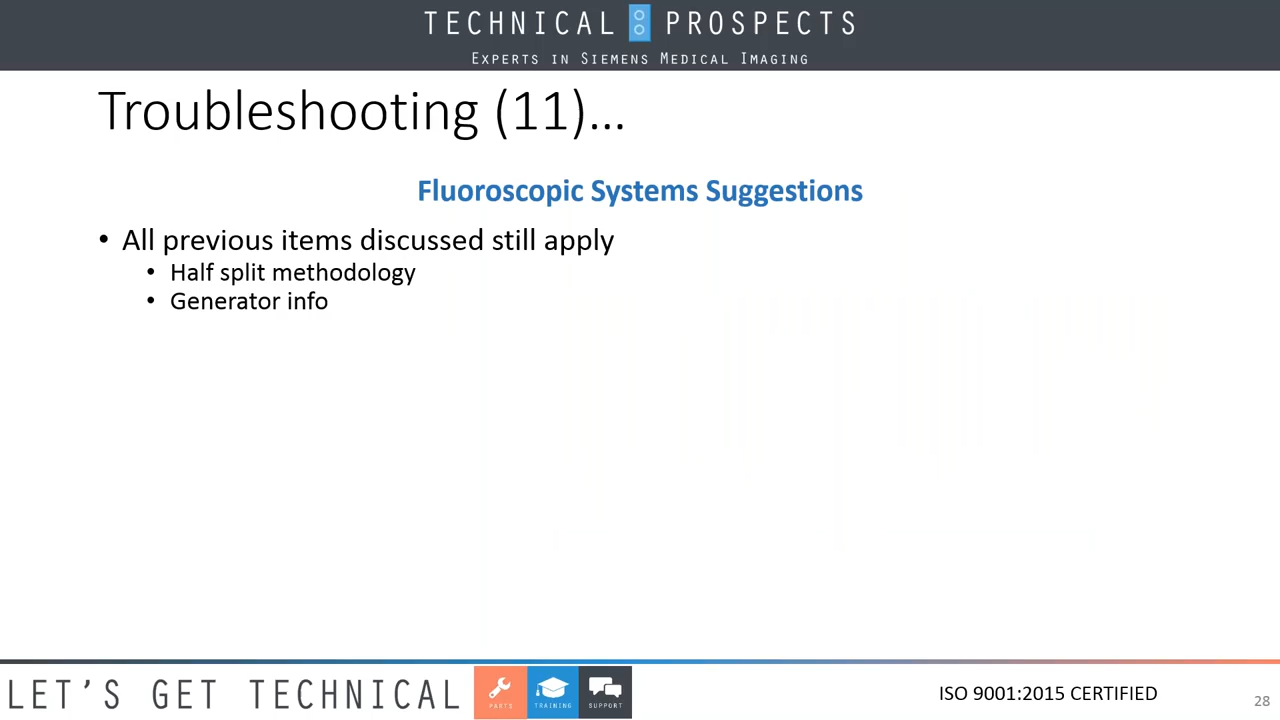 TECHNICAL PROSPECTS
EXPERTS IN SIEMENS MEDICAL IMAGING
Troubleshooting (11)...
Fluoroscopic Systems Suggestions
• All previous items discussed still apply
• Half split methodology
• Generator info
LET'S GET TECHNICAL
PARTS
TRAINING
SUPPORT
ISO 9001:2015 CERTIFIED
28